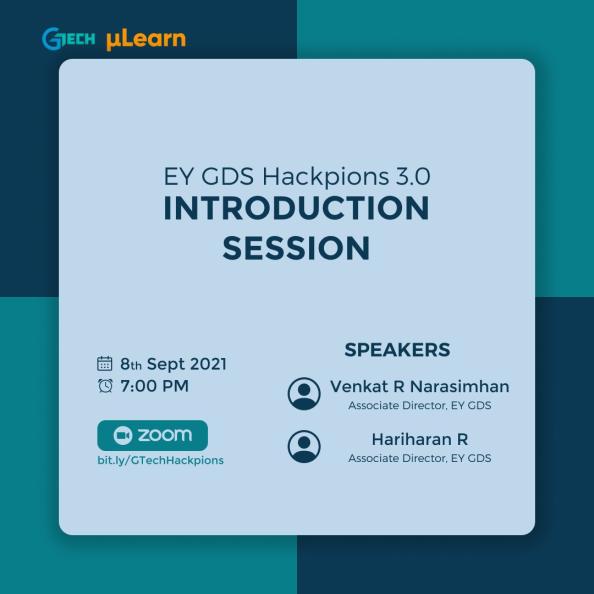 GTECH µLearn
EY GDS Hackpions 3.0
INTRODUCTION
SESSION
8th Sept 2021
7:00 PM
zoom
bit.ly/GTechHackpions
SPEAKERS
Venkat R Narasimhan
Associate Director, EY GDS
Hariharan R
Associate Director, EY GDS